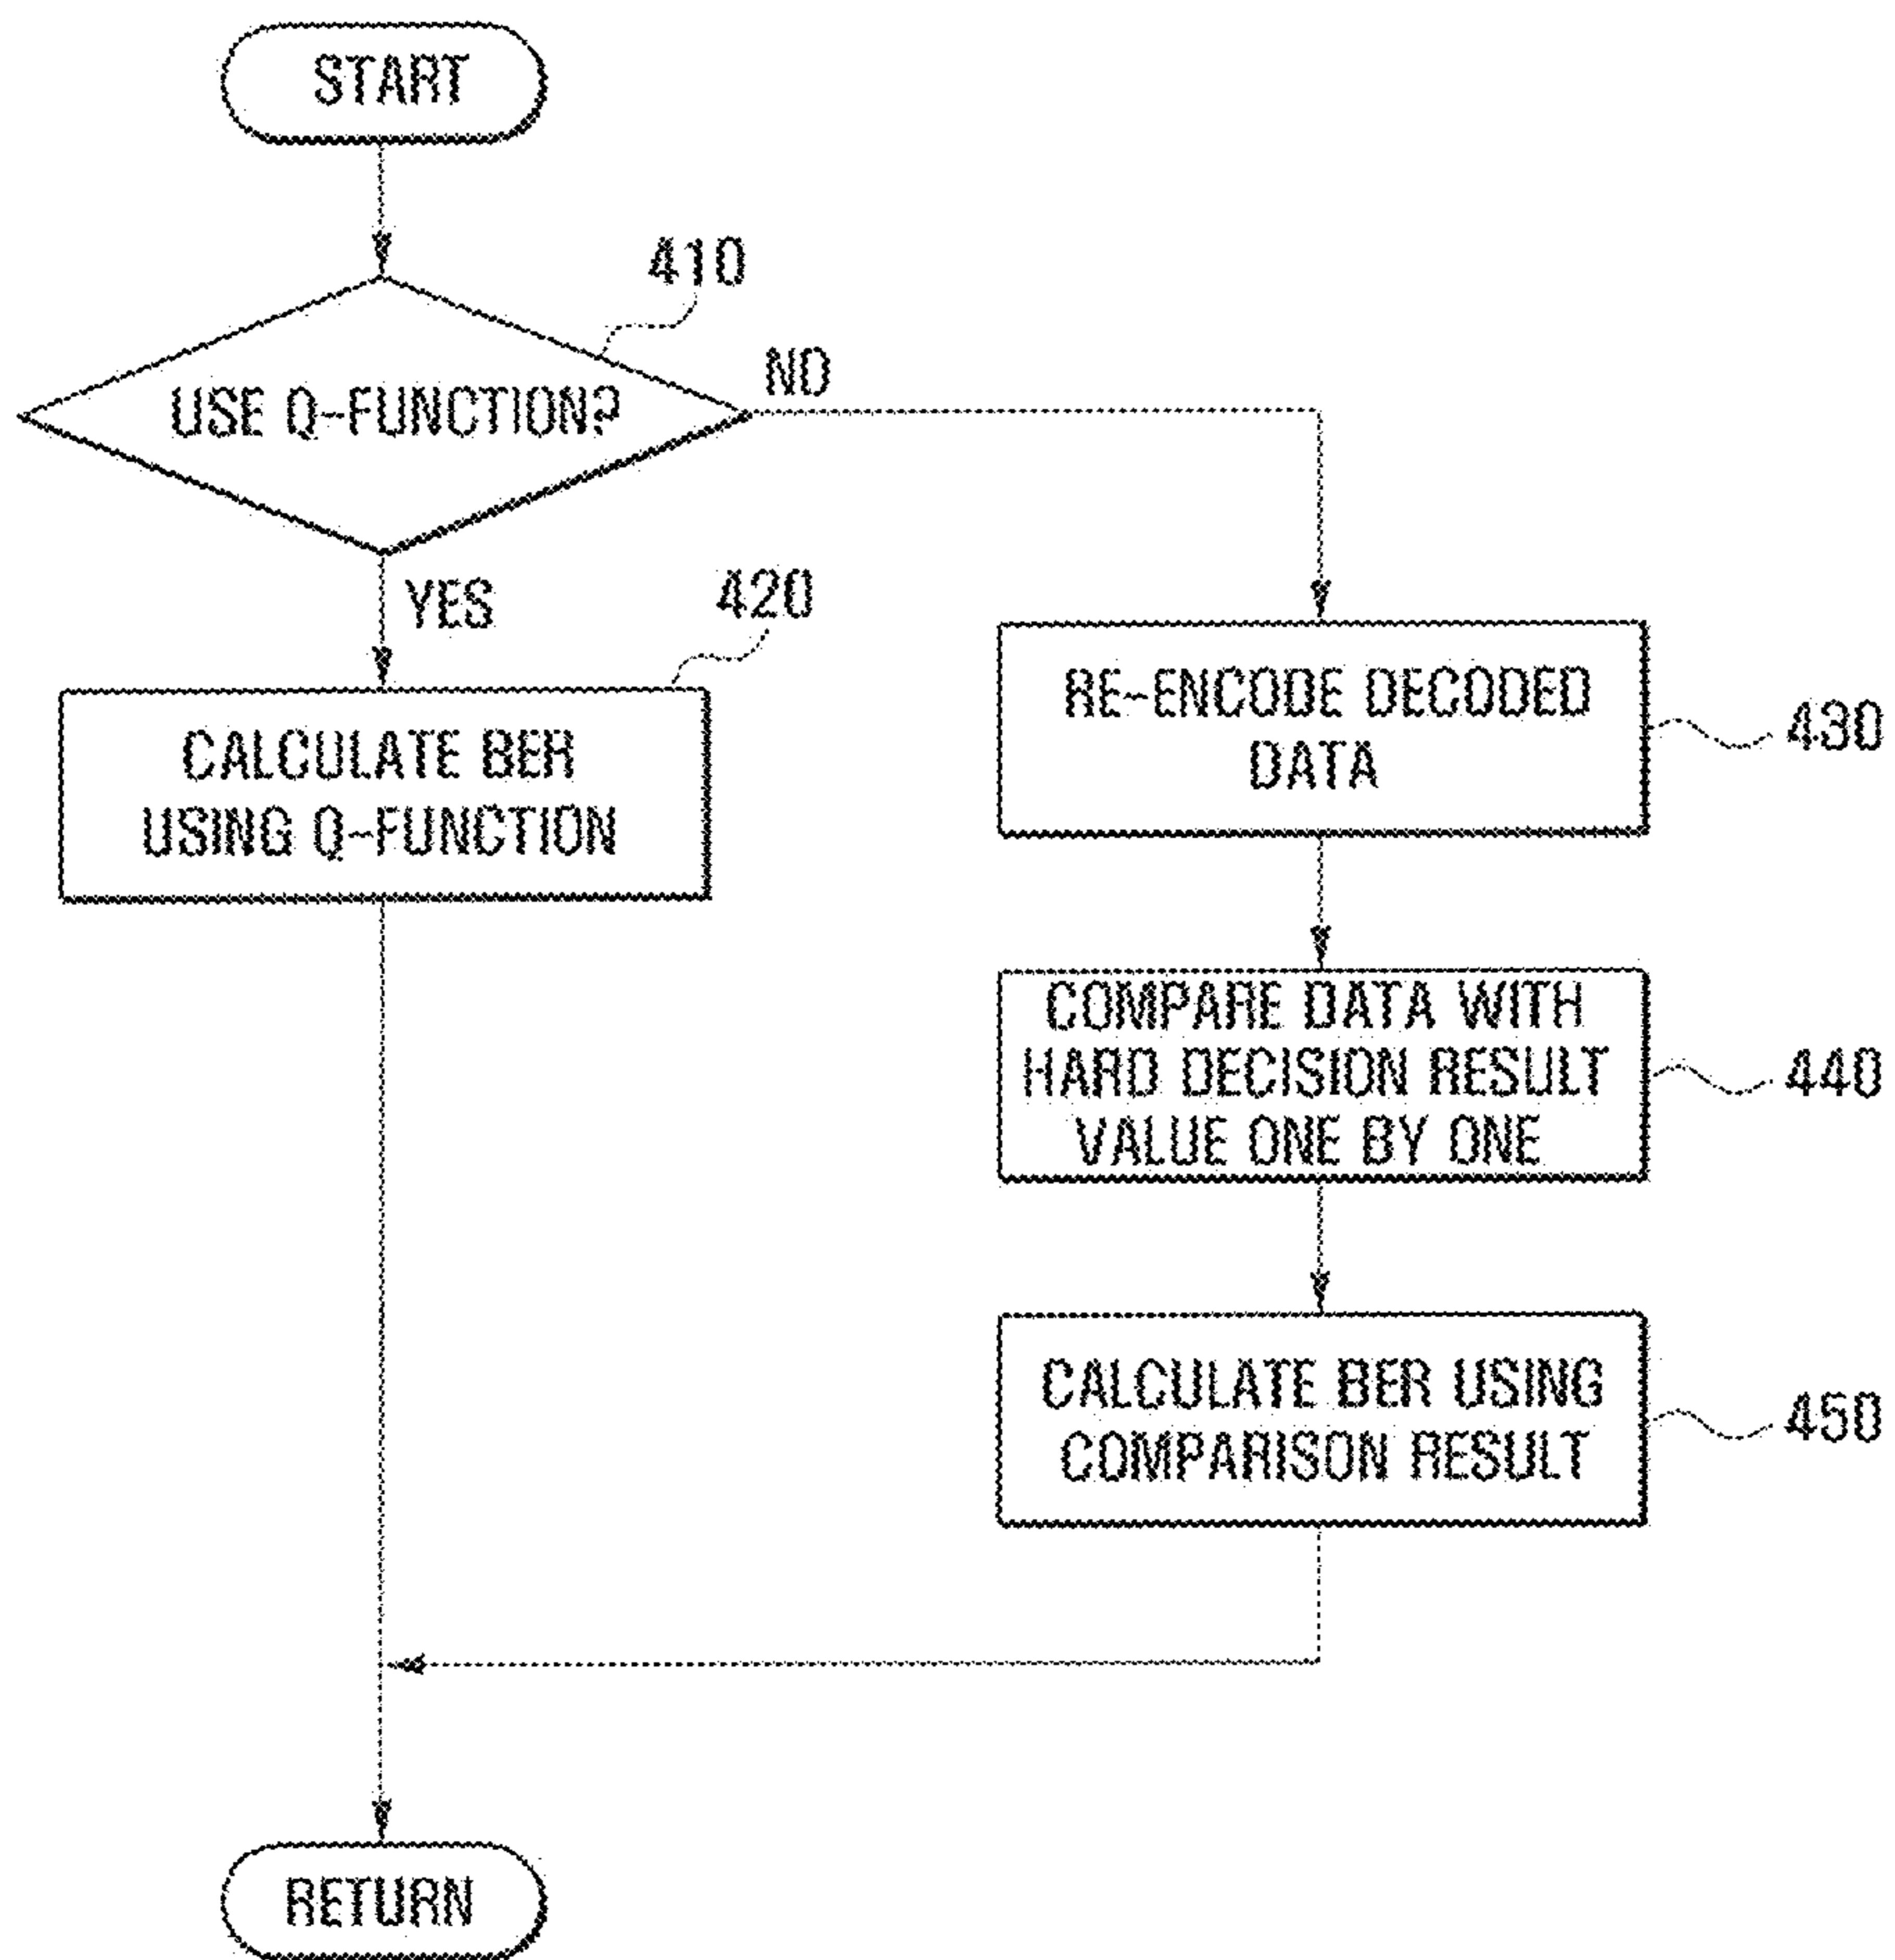 START
410
USE Q-FUNCTION?
NO
YES
420
CALCULATE BER
USING Q-FUNCTION
RE-ENCODE DECODED
DATA
430
COMPARE DATA WITH
HARD DECISION RESULT
VALUE ONE BY ONE
440
CALCULATE BER USING
COMPARISON RESULT
450
RETURN